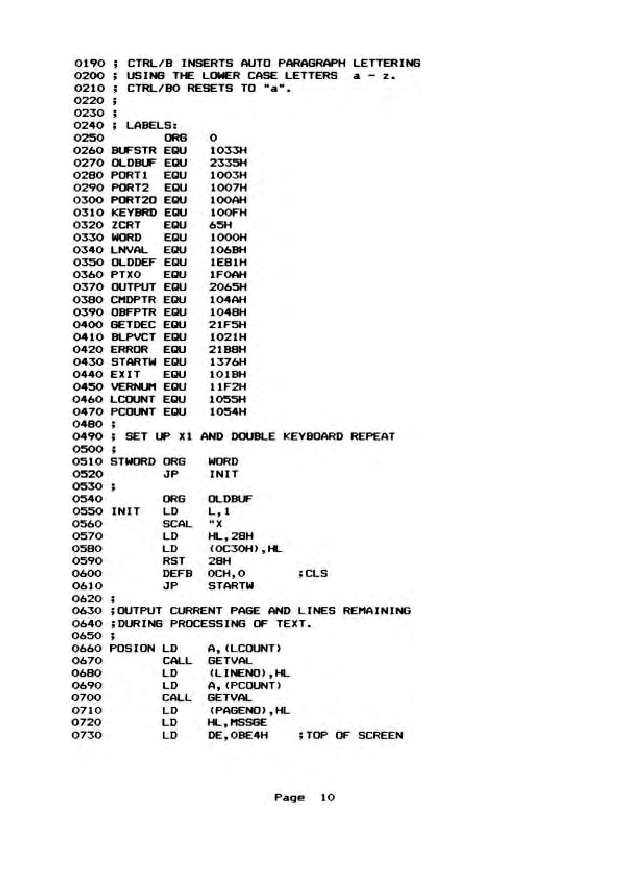 0190 ; CTRL/B INSERTS AUTO PARAGRAPH LETTERING
0200 ; USING THE LOWER CASE LETTERS  a - z.
0210 ; CTRL/B0 RESETS TO "a".
0220 ;
0230 ;
0240 ; LABELS:
0250        ORG   0
0260 BUFSTR EQU   1033H
0270 OLDBUF EQU   2335H
0280 PORT1  EQU   1003H
0290 PORT2  EQU   1007H
0300 PORT20 EQU   100AH
0310 KEYBRD EQU   100FH
0320 ZCRT   EQU   65H
0330 WORD   EQU   1000H
0340 LNVAL  EQU   106BH
0350 OLDDEF EQU   1E81H
0360 PTX0   EQU   1F0AH
0370 OUTPUT EQU   2065H
0380 CMDPTR EQU   104AH
0390 OBFPTR EQU   1048H
0400 GETDEC EQU   21F5H
0410 BLPVCT EQU   1021H
0420 ERROR  EQU   21B8H
0430 STARTW EQU   1376H
0440 EXIT   EQU   101BH
0450 VERNUM EQU   11F2H
0460 LCOUNT EQU   1055H
0470 PCOUNT EQU   1054H
0480 ;
0490 ; SET UP X1 AND DOUBLE KEYBOARD REPEAT
0500 ;
0510 STWORD ORG   WORD
0520        JP    INIT
0530 ;
0540        ORG   OLDBUF
0550 INIT   LD    L,1
0560        SCAL  "X
0570        LD    HL,28H
0580        LD    (0C30H),HL
0590        RST   28H
0600        DEFB  0CH,0      ;CLS
0610        JP    STARTW
0620 ;
0630 ;OUTPUT CURRENT PAGE AND LINES REMAINING
0640 ;DURING PROCESSING OF TEXT.
0650 ;
0660 POSION LD    A,(LCOUNT)
0670        CALL  GETVAL
0680        LD    (LINENO),HL
0690        LD    A,(PCOUNT)
0700        CALL  GETVAL
0710        LD    (PAGENO),HL
0720        LD    HL,MSSGE
0730        LD    DE,0BE4H   ;TOP OF SCREEN
Page 10